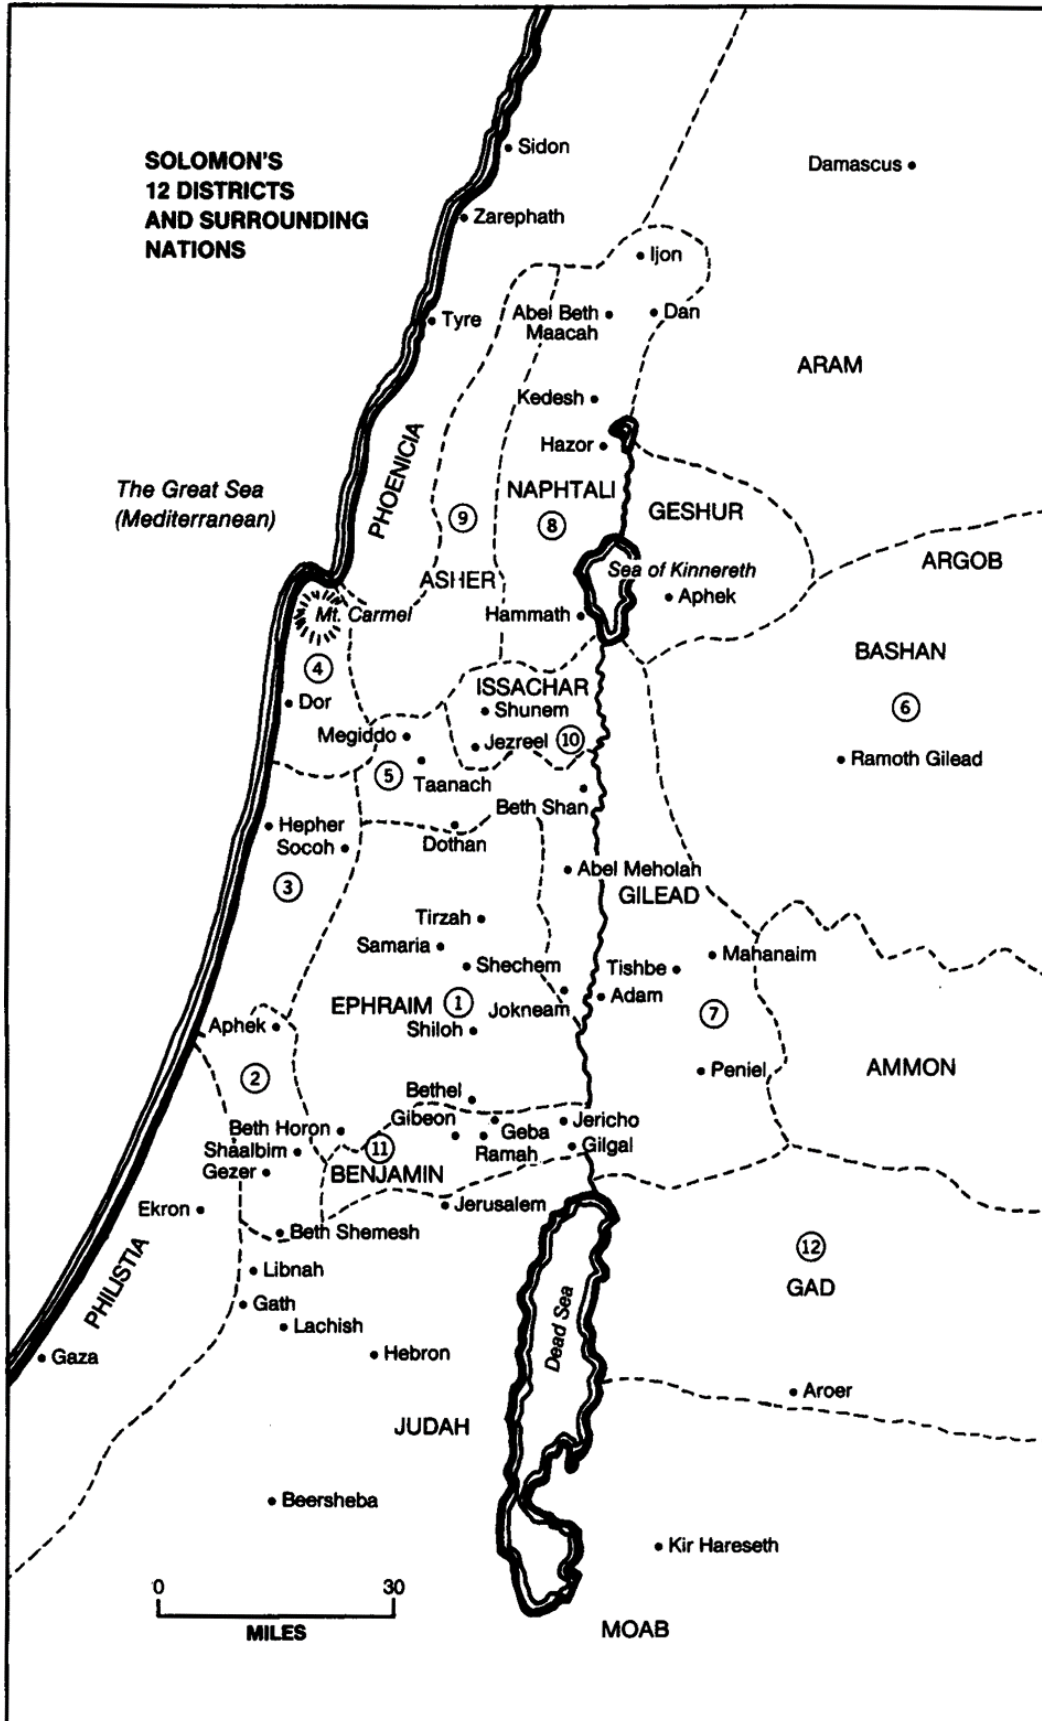 SOLOMON'S
12 DISTRICTS
AND SURROUNDING
NATIONS
Sidon
Damascus
Zarephath
Ijon
Tyre
Abel Beth
Maacah
Dan
ARAM
Kedesh
PHOENICIA
Hazor
The Great Sea
(Mediterranean)
NAPHTALI
GESHUR
9
8
ARGOB
ASHER
Sea of Kinnereth
Aphek
Mt. Carmel
Hammath
BASHAN
4
ISSACHAR
6
Dor
Shunem
Megiddo
Jezreel
10
Ramoth Gilead
5
Taanach
Beth Shan
Hepher
Dothan
Socoh
Abel Meholah
3
GILEAD
Tirzah
Samaria
Mahanaim
Shechem
Tishbe
EPHRAIM
1
Jokneam
Adam
7
Aphek
Shiloh
2
Peniel
AMMON
Bethel
Gibeon
Jericho
Beth Horon
Geba
Shaalbim
11
Ramah
Gilgal
Gezer
BENJAMIN
Ekron
Jerusalem
Beth Shemesh
12
PHILISTIA
Libnah
GAD
Gath
Lachish
Dead Sea
Gaza
Hebron
Aroer
JUDAH
Beersheba
Kir Hareseth
0 30
MILES
MOAB